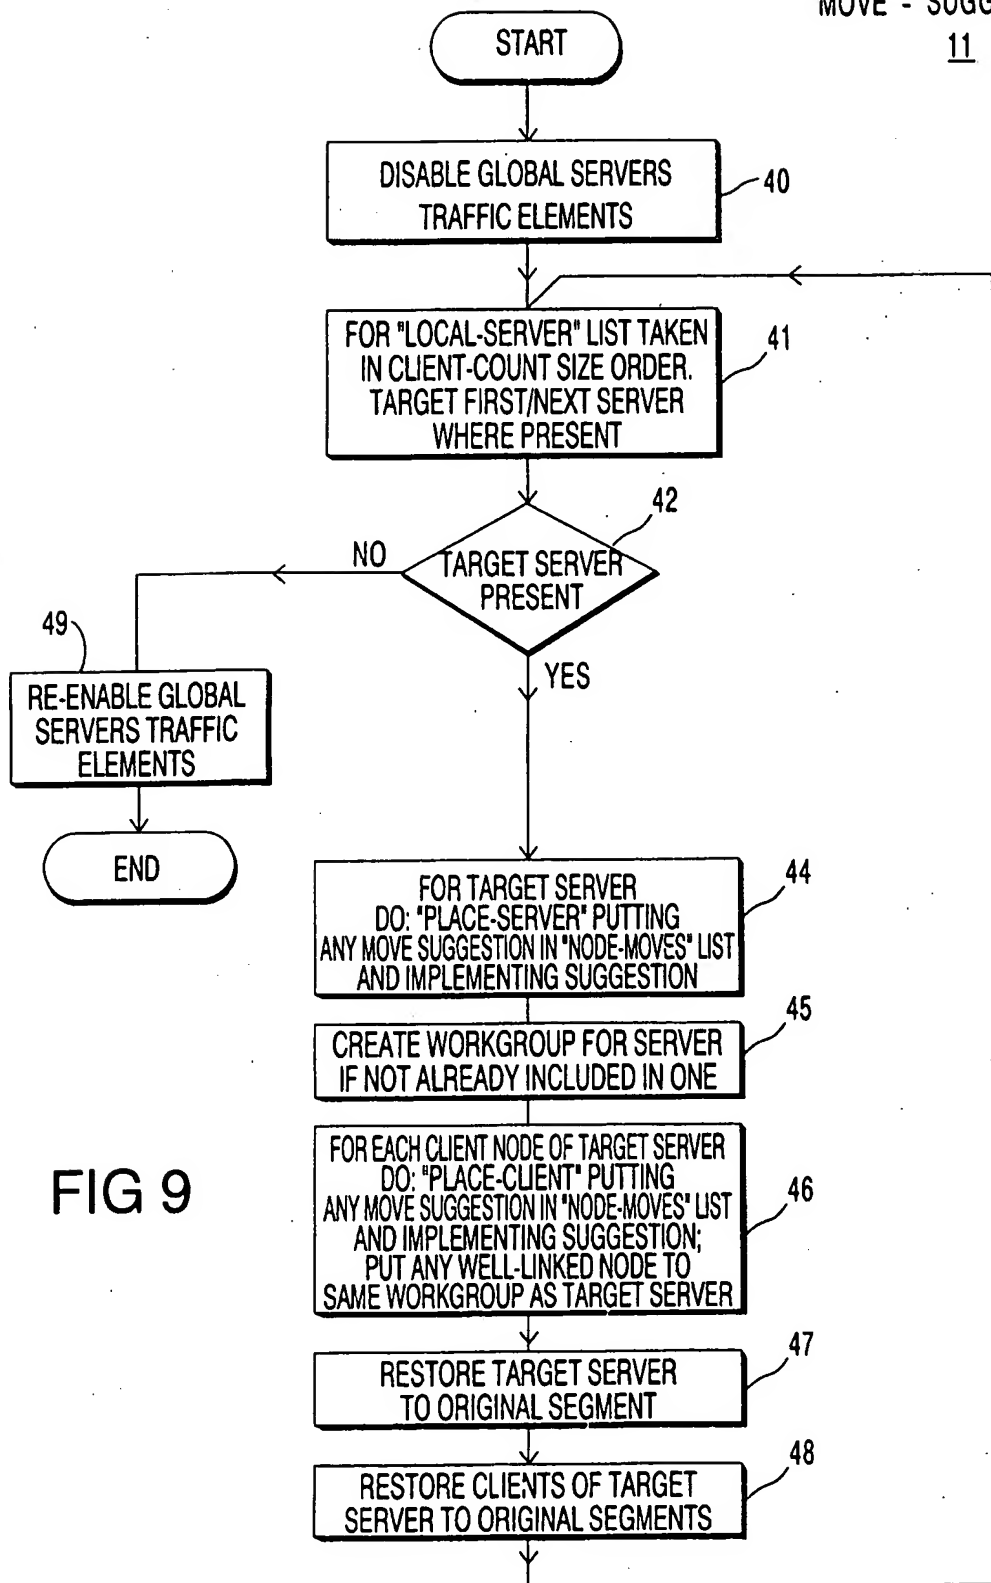 MOVE - SUGG
11
START
DISABLE GLOBAL SERVERS
TRAFFIC ELEMENTS
40
FOR "LOCAL-SERVER" LIST TAKEN
IN CLIENT-COUNT SIZE ORDER.
TARGET FIRST/NEXT SERVER
WHERE PRESENT
41
42
NO
TARGET SERVER
PRESENT
YES
49
RE-ENABLE GLOBAL
SERVERS TRAFFIC
ELEMENTS
END
FOR TARGET SERVER
DO: "PLACE-SERVER" PUTTING
ANY MOVE SUGGESTION IN "NODE-MOVES" LIST
AND IMPLEMENTING SUGGESTION
44
CREATE WORKGROUP FOR SERVER
IF NOT ALREADY INCLUDED IN ONE
45
FOR EACH CLIENT NODE OF TARGET SERVER
DO: "PLACE-CLIENT" PUTTING
ANY MOVE SUGGESTION IN "NODE-MOVES" LIST
AND IMPLEMENTING SUGGESTION;
PUT ANY WELL-LINKED NODE TO
SAME WORKGROUP AS TARGET SERVER
46
FIG 9
RESTORE TARGET SERVER
TO ORIGINAL SEGMENT
47
RESTORE CLIENTS OF TARGET
SERVER TO ORIGINAL SEGMENTS
48